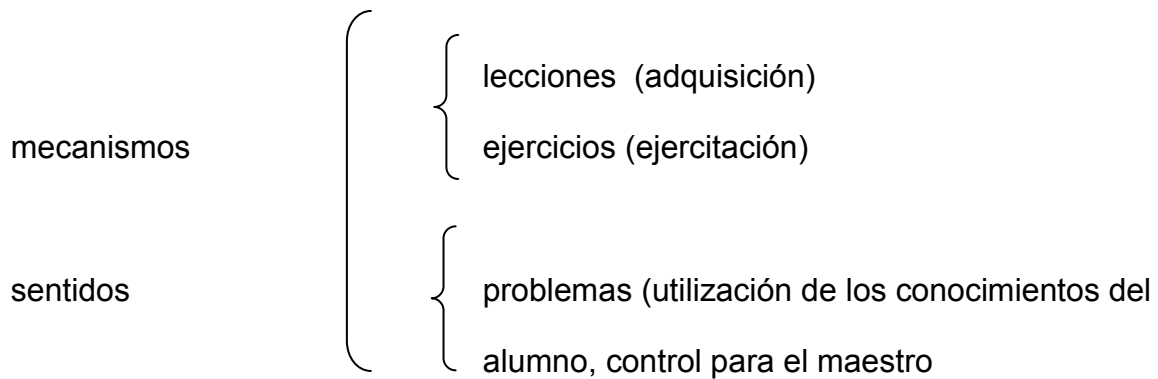 lecciones (adquisición)
mecanismos ejercicios (ejercitación)
sentidos problemas (utilización de los conocimientos del
alumno, control para el maestro